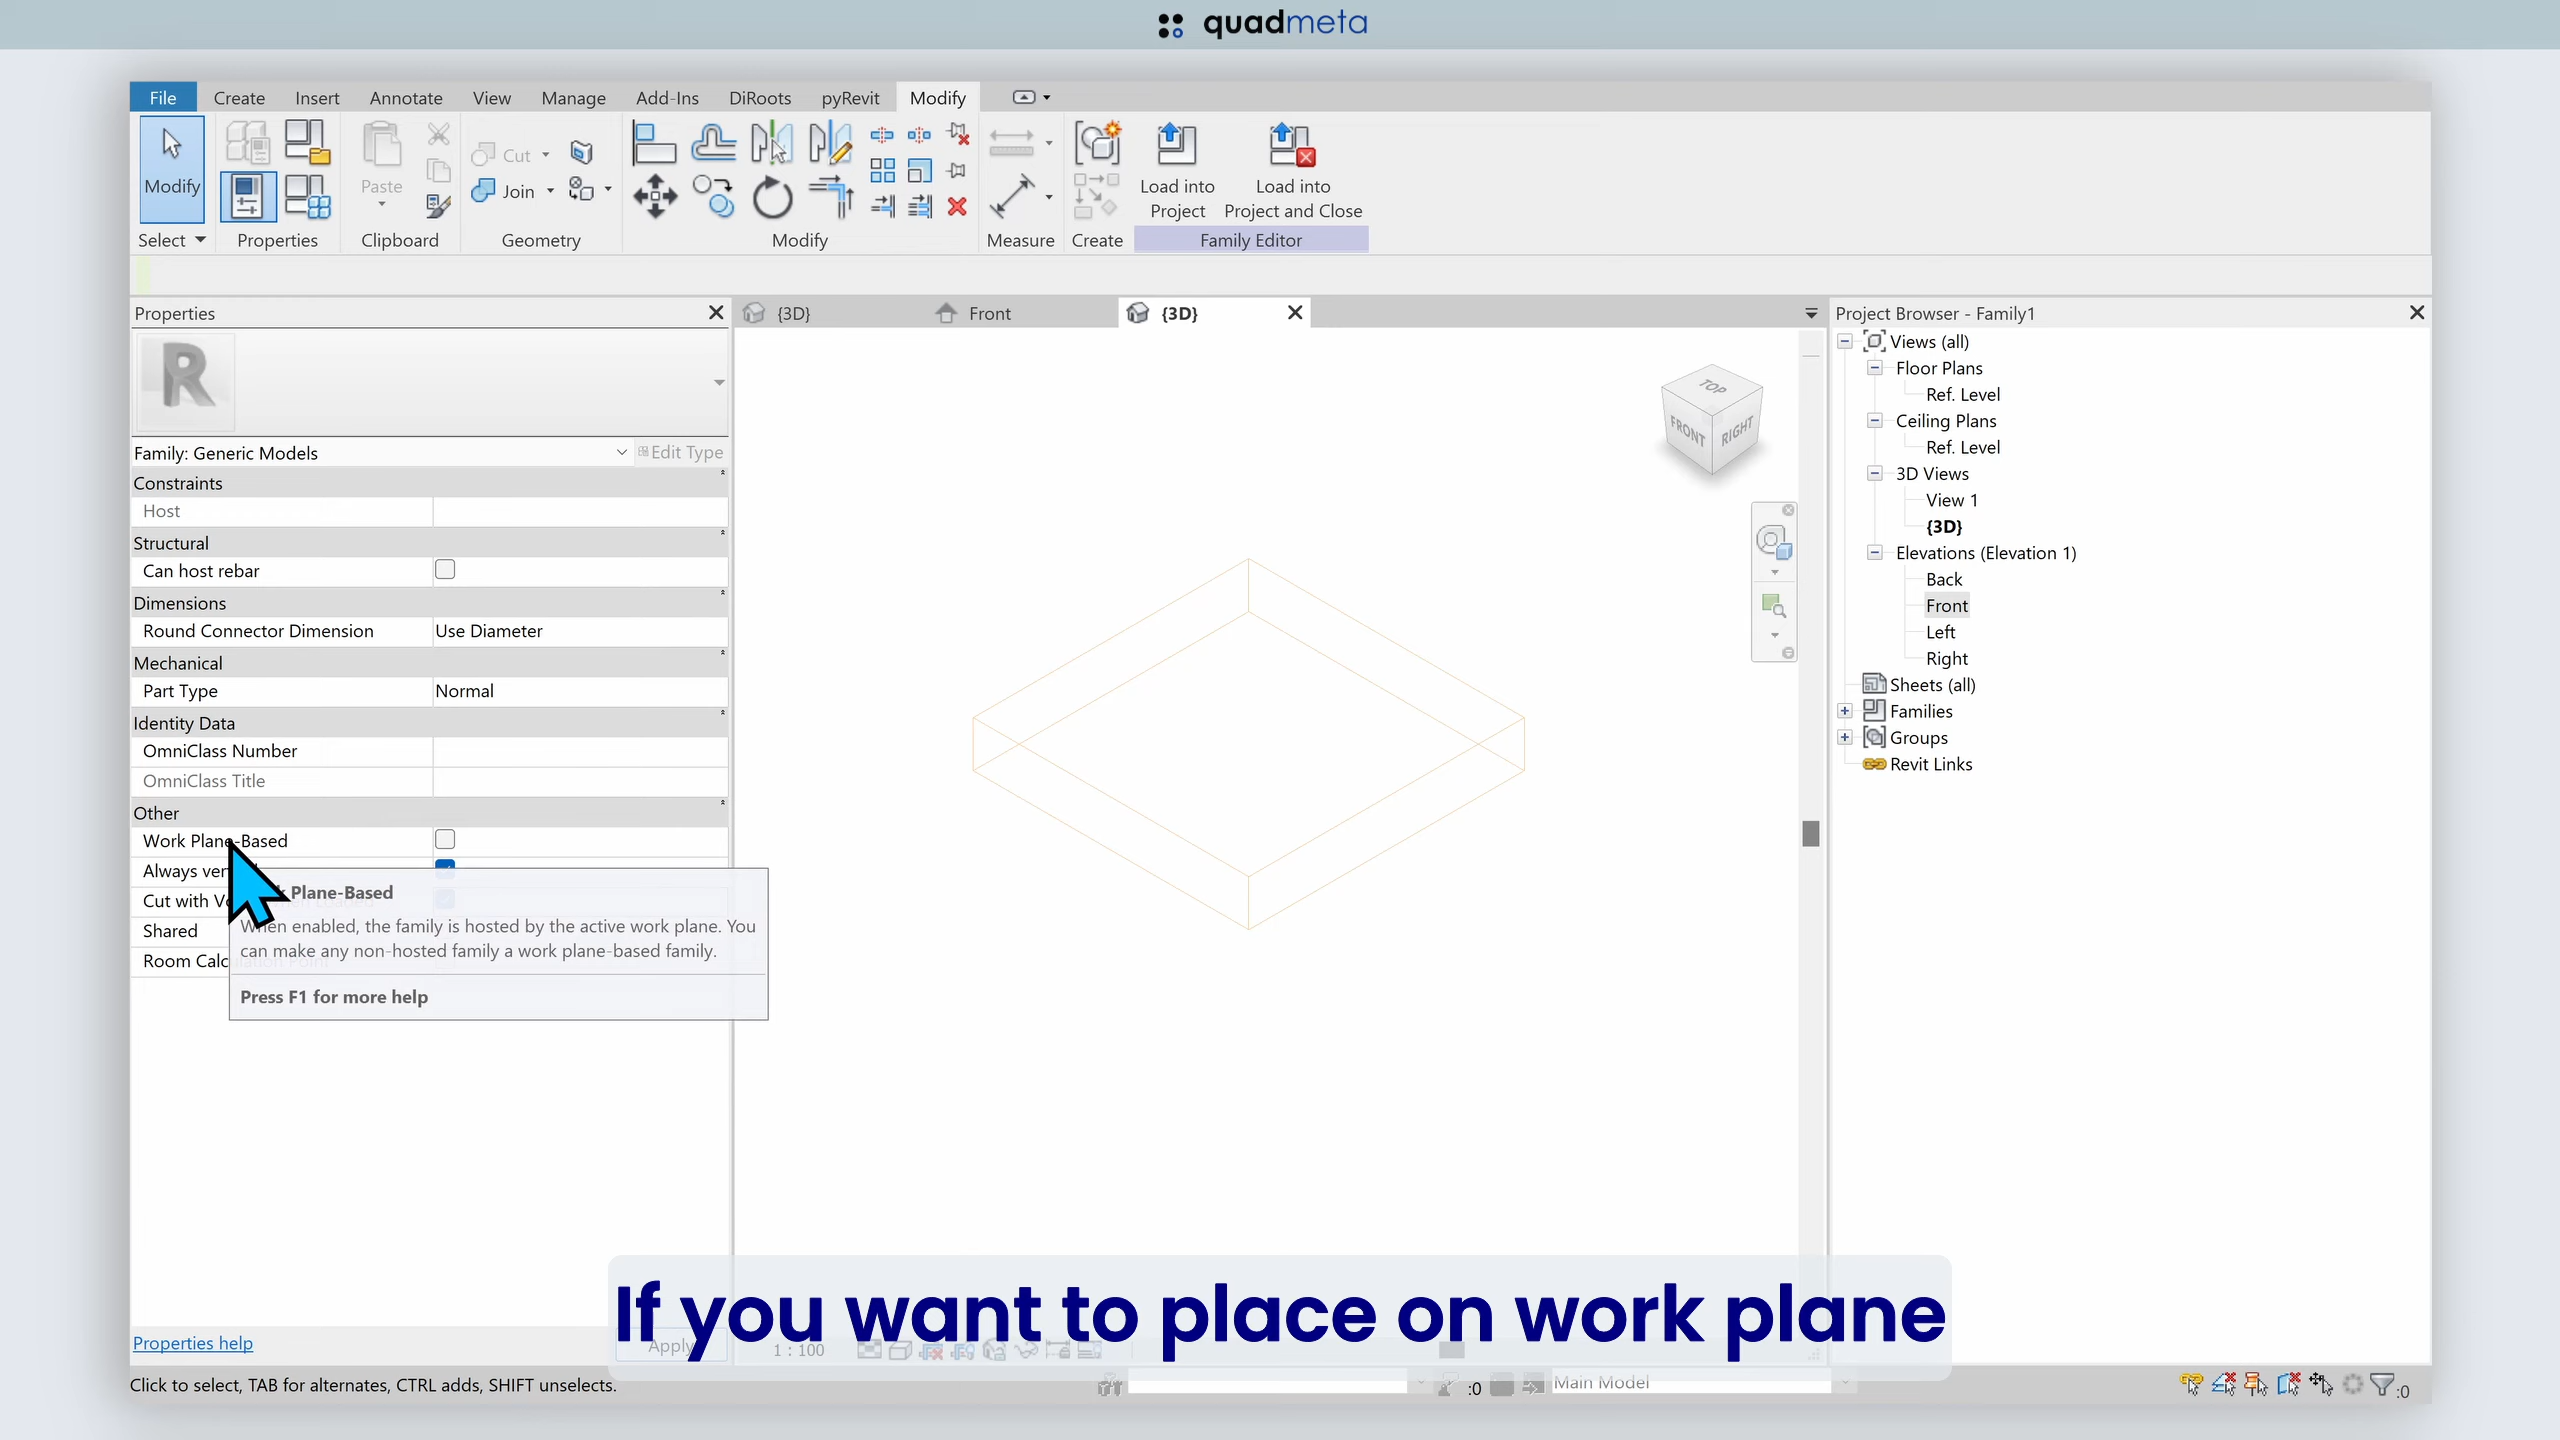 quadmeta
File Create Insert Annotate View Manage Add-Ins DiRoots pyRevit Modify
Modify
Paste
Cut
Join
Load into
Project
Load into
Project and Close
Select Properties Clipboard Geometry Modify Measure Create Family Editor
Properties
{3D}
Front
{3D}
Project Browser - Family1
R
TOP
FRONT
RIGHT
Family: Generic Models
Edit Type
Constraints
Host
Structural
Can host rebar
Dimensions
Round Connector Dimension Use Diameter
Mechanical
Part Type Normal
Identity Data
OmniClass Number
OmniClass Title
Other
Work Plane-Based
Always ver
Cut with Vo
Shared
Room Calc
Plane-Based
When enabled, the family is hosted by the active work plane. You
can make any non-hosted family a work plane-based family.
Press F1 for more help
Views (all)
Floor Plans
Ref. Level
Ceiling Plans
Ref. Level
3D Views
View 1
{3D}
Elevations (Elevation 1)
Back
Front
Left
Right
Sheets (all)
Families
Groups
Revit Links
If you want to place on work plane
Properties help
Apply
1 : 100
Click to select, TAB for alternates, CTRL adds, SHIFT unselects.
:0
Main Model
:0